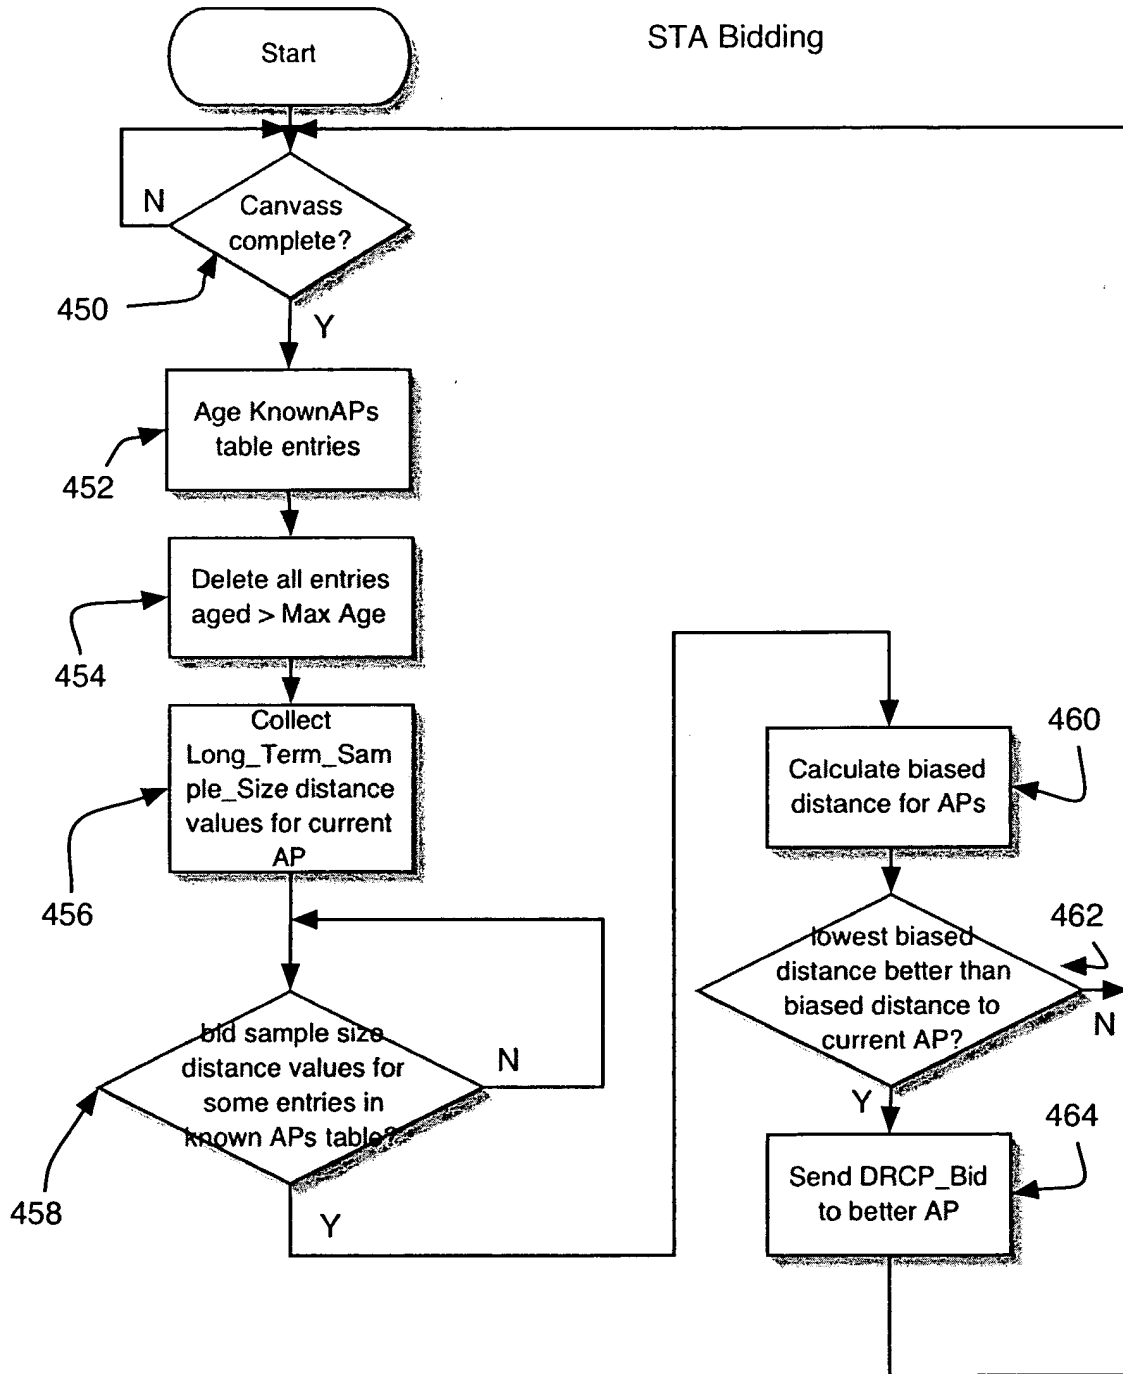 STA Bidding
Start
Canvass
complete?
N
450
Y
Age KnownAPs
table entries
452
Delete all entries
aged > Max Age
454
Collect
Long_Term_Sam
ple_Size distance
values for current
AP
456
bid sample size
distance values for
some entries in
known APs table?
N
458
Y
460
Calculate biased
distance for APs
462
lowest biased
distance better than
biased distance to
current AP?
N
Y
464
Send DRCP_Bid
to better AP